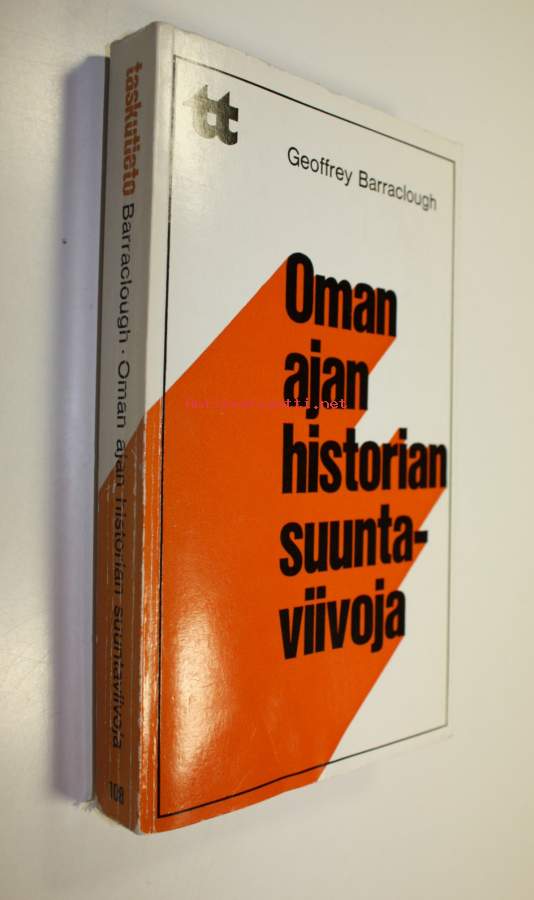 tt
Geoffrey Barraclough
Oman
ajan
historian
suunta-
viivoja
taskutieto Barraclough · Oman ajan historian suuntaviivoja 108